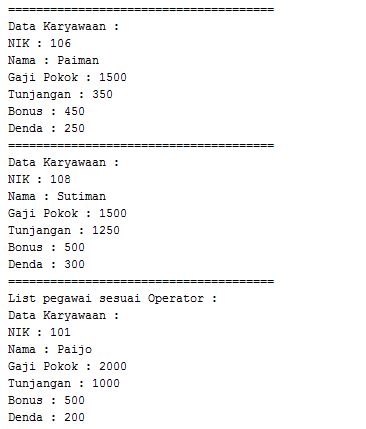 ======================================
Data Karyawaan :
NIK : 106
Nama : Paiman
Gaji Pokok : 1500
Tunjangan : 350
Bonus : 450
Denda : 250
======================================
Data Karyawaan :
NIK : 108
Nama : Sutiman
Gaji Pokok : 1500
Tunjangan : 1250
Bonus : 500
Denda : 300
======================================
List pegawai sesuai Operator :
Data Karyawaan :
NIK : 101
Nama : Paijo
Gaji Pokok : 2000
Tunjangan : 1000
Bonus : 500
Denda : 200